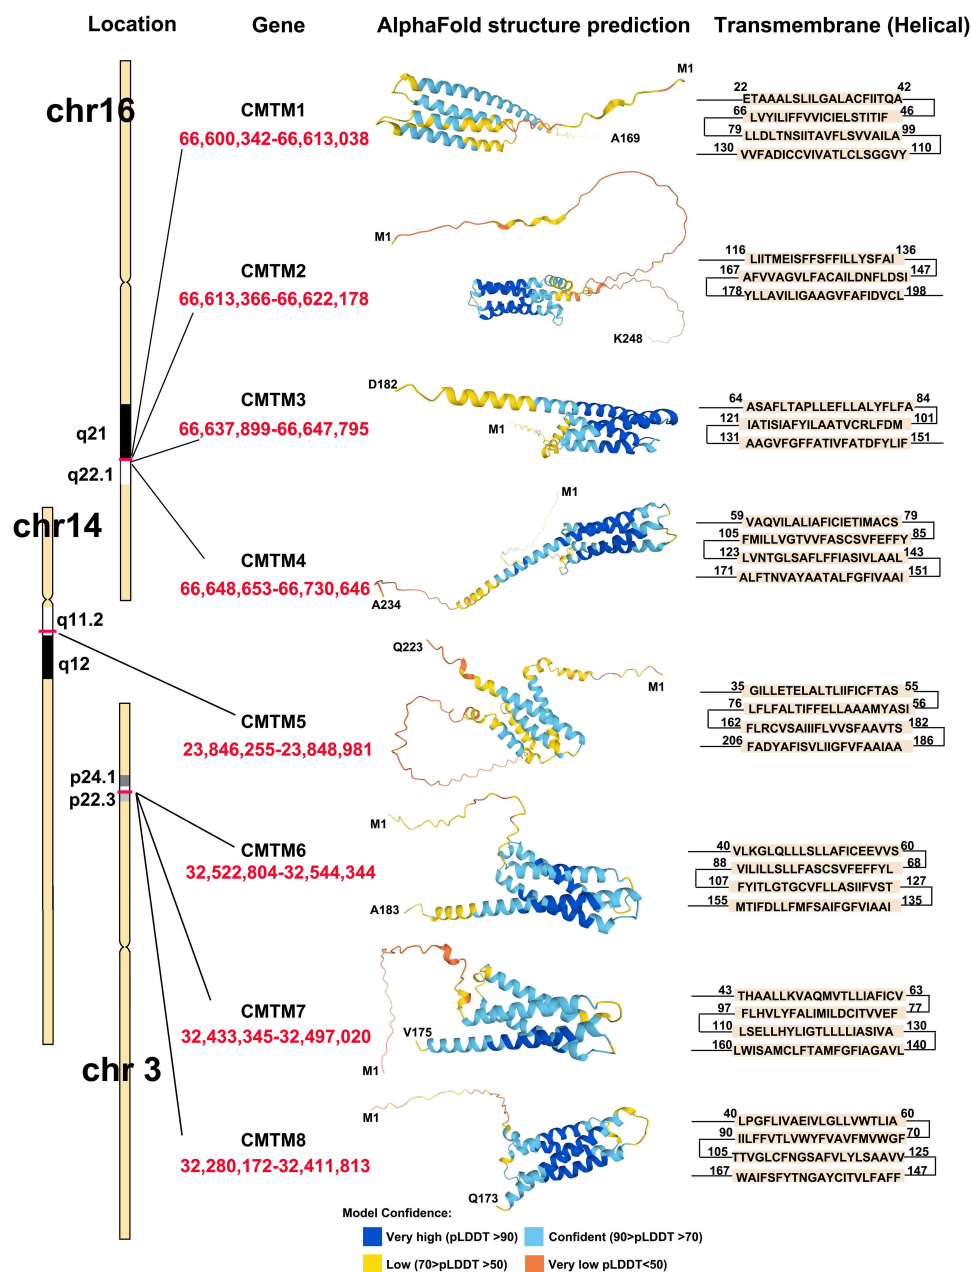 Location Gene AlphaFold structure prediction Transmembrane (Helical)
chr16
q21
q22.1
chr14
q11.2
q12
p24.1
p22.3
chr 3
CMTM1
66,600,342-66,613,038
M1
A169
22 ETAAALSLILGALACFIITQA 42
66 LVYILIFFVVICIELSTITIF 46
79 LLDLTNSIITAVFLSVVAILA 99
130 VVFADICCVIVATLCLSGGVY 110
CMTM2
66,613,366-66,622,178
M1
K248
116 LIITMEISFFSFFILLYSFAI 136
167 AFVVAGVLFACAILDNFLDSI 147
178 YLLAVILIGAAGVFAFIDVCL 198
CMTM3
66,637,899-66,647,795
D182
M1
64 ASAFLTAPLLEFLLALYFLFA 84
121 IATISIAFYILAATVCRLFDM 101
131 AAGVFGFFATIVFATDFYLIF 151
CMTM4
66,648,653-66,730,646
M1
A234
59 VAQVILALIAFICIETIMACS 79
105 FMILLVGTVVFASCSVFEFFY 85
123 LVNTGLSAFLFFIASIVLAAL 143
171 ALFTNVAYAATALFGFIVAAI 151
CMTM5
23,846,255-23,848,981
Q223
M1
35 GILLETELALTLIIFICFTAS 55
76 LFLFALTIFFELLAAAMYASI 56
162 FLRCVSAIIIFLVVSFAAVTS 182
206 FADYAFISVLIIGFVFAAIAA 186
CMTM6
32,522,804-32,544,344
M1
A183
40 VLKGLQLLLSLLAFICEEVVS 60
88 VILILLSLLFASCSVFEFFYL 68
107 FYITLGTGCVFLLASIIFVST 127
155 MTIFDLLFMFSAIFGFVIAAI 135
CMTM7
32,433,345-32,497,020
V175
M1
43 THAALLKVAQMVTLLIAFICV 63
97 FLHVLYFALIMILDCITVVEF 77
110 LSELLHYLIGTLLLLIASIVA 130
160 LWISAMCLFTAMFGFIAGAVL 140
CMTM8
32,280,172-32,411,813
M1
Q173
40 LPGFLIVAEIVLGLLVWTLIA 60
90 IILFFVTLVWYFVAVFMVWGF 70
105 TTVGLCFNGSAFVLYLSAAVV 125
167 WAIFSFYTNGAYCITVLFAFF 147
Model Confidence:
Very high (pLDDT >90) Confident (90>pLDDT >70)
Low (70>pLDDT >50) Very low pLDDT<50)